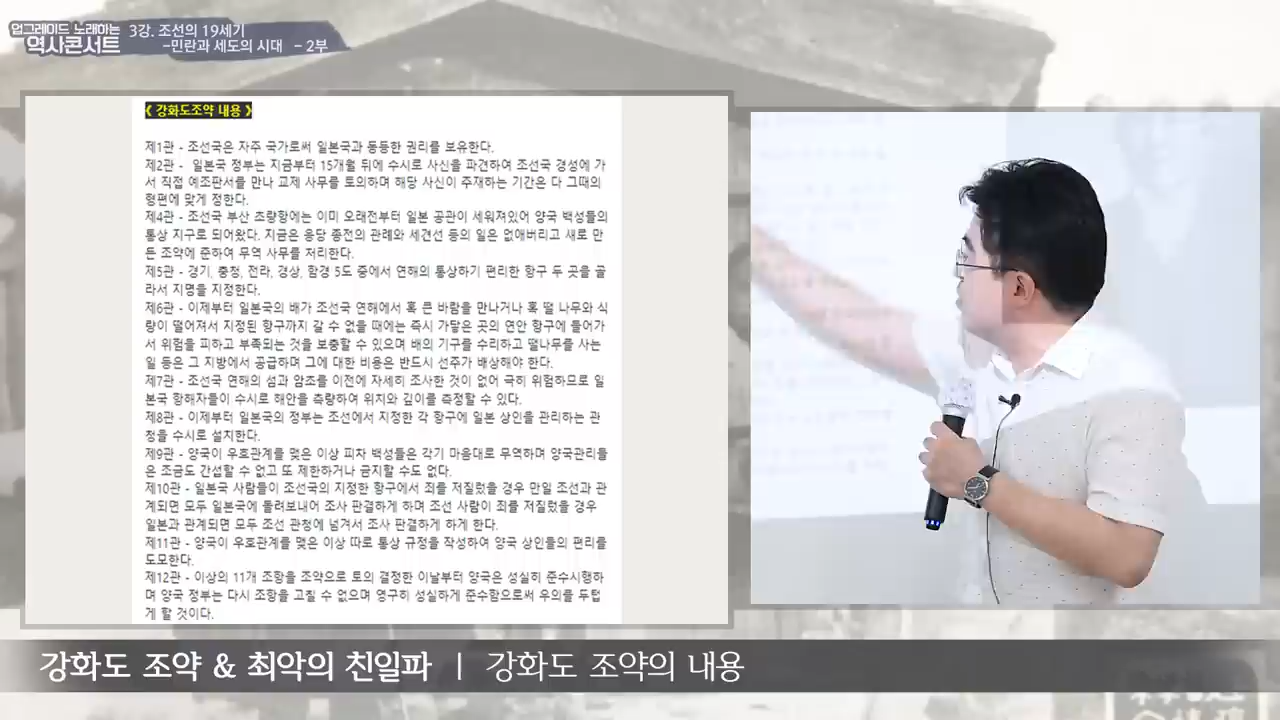 업그레이드 노래하는
역사콘서트
3강. 조선의 19세기
-민란과 세도의 시대 - 2부
《 강화도조약 내용 》
제1관 - 조선국은 자주 국가로써 일본국과 동등한 권리를 보유한다.
제2관 - 일본국 정부는 지금부터 15개월 뒤에 수시로 사신을 파견하여 조선국 경성에 가
서 직접 예조판서를 만나 교제 사무를 토의하며 해당 사신이 주재하는 기간은 다 그때의
형편에 맞게 정한다.
제4관 - 조선국 부산 초량항에는 이미 오래전부터 일본 공관이 세워져있어 양국 백성들의
통상 지구로 되어왔다. 지금은 응당 종전의 관례와 세견선 등의 일은 없애버리고 새로 만
든 조약에 준하여 무역 사무를 처리한다.
제5관 - 경기, 충청, 전라, 경상, 함경 5도 중에서 연해의 통상하기 편리한 항구 두 곳을 골
라서 지명을 지정한다.
제6관 - 이제부터 일본국의 배가 조선국 연해에서 혹 큰 바람을 만나거나 혹 땔 나무와 식
량이 떨어져서 지정된 항구까지 갈 수 없을 때에는 즉시 가닿은 곳의 연안 항구에 들어가
서 위험을 피하고 부족되는 것을 보충할 수 있으며 배의 기구를 수리하고 땔나무를 사는
일 등은 그 지방에서 공급하며 그에 대한 비용은 반드시 선주가 배상해야 한다.
제7관 - 조선국 연해의 섬과 암초를 이전에 자세히 조사한 것이 없어 극히 위험하므로 일
본국 항해자들이 수시로 해안을 측량하여 위치와 깊이를 측정할 수 있다.
제8관 - 이제부터 일본국의 정부는 조선에서 지정한 각 항구에 일본 상인을 관리하는 관
청을 수시로 설치한다.
제9관 - 양국이 우호관계를 맺은 이상 피차 백성들은 각기 마음대로 무역하며 양국관리들
은 조금도 간섭할 수 없고 또 제한하거나 금지할 수도 없다.
제10관 - 일본국 사람들이 조선국의 지정한 항구에서 죄를 저질렀을 경우 만일 조선과 관
계되면 모두 일본국에 돌려보내어 조사 판결하게 하며 조선 사람이 죄를 저질렀을 경우
일본과 관계되면 모두 조선 관청에 넘겨서 조사 판결하게 하게 한다.
제11관 - 양국이 우호관계를 맺은 이상 따로 통상 규정을 작성하여 양국 상인들의 편리를
도모한다.
제12관 - 이상의 11개 조항을 조약으로 토의 결정한 이날부터 양국은 성실히 준수시행하
며 양국 정부는 다시 조항을 고칠 수 없으며 영구히 성실하게 준수함으로써 우의를 두텁
게 할 것이다.
강화도 조약 & 최악의 친일파 | 강화도 조약의 내용